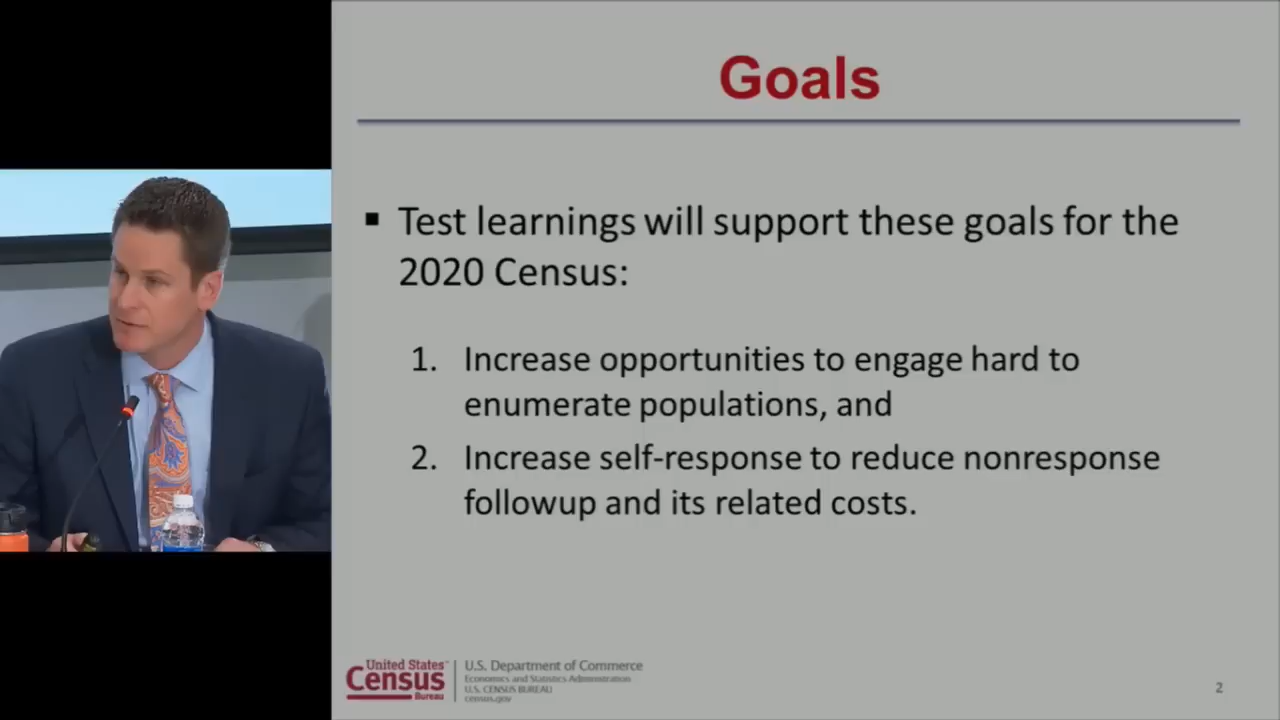 Goals
▪ Test learnings will support these goals for the
2020 Census:
1. Increase opportunities to engage hard to
enumerate populations, and
2. Increase self-response to reduce nonresponse
followup and its related costs.
United States
Census
Bureau
U.S. Department of Commerce
Economics and Statistics Administration
U.S. CENSUS BUREAU
census.gov
2